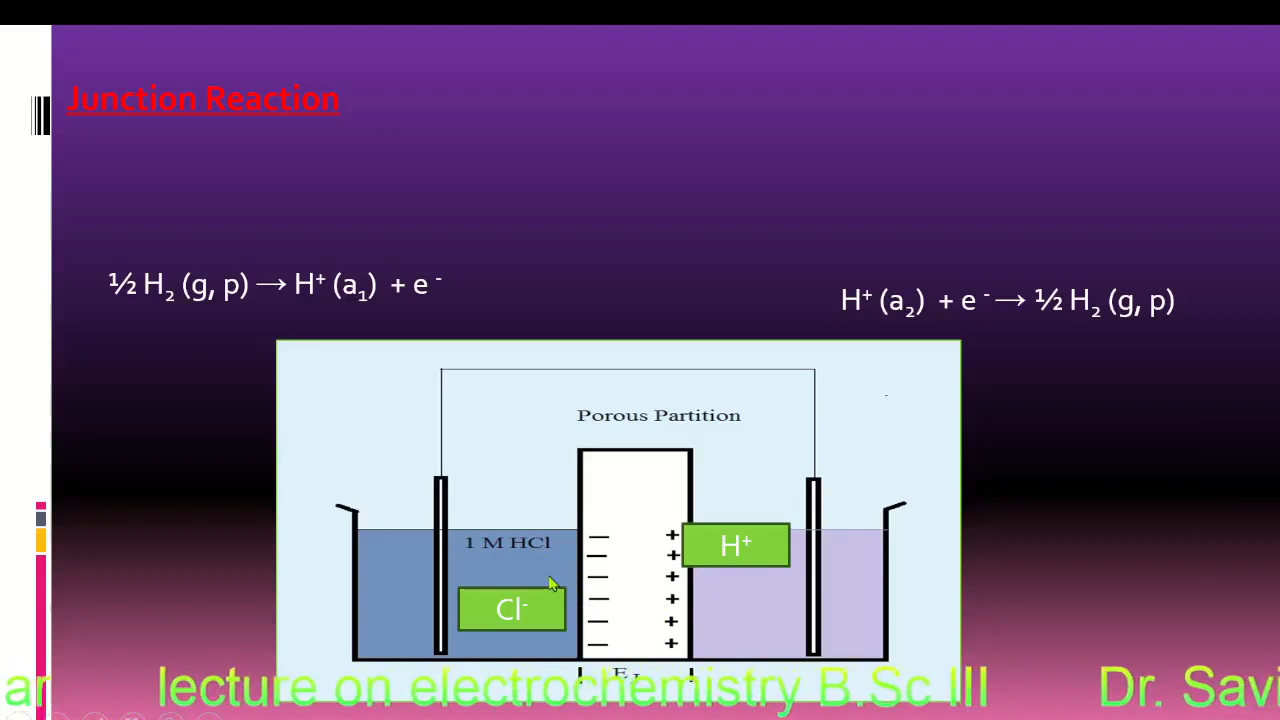 Junction Reaction
½ H₂ (g, p) → H⁺ (a₁) + e ⁻
H⁺ (a₂) + e ⁻ → ½ H₂ (g, p)
Porous Partition
1 M HCl
H⁺
Cl⁻
— +
— +
— +
— +
— +
— +
lecture on electrochemistry B.Sc III Dr.